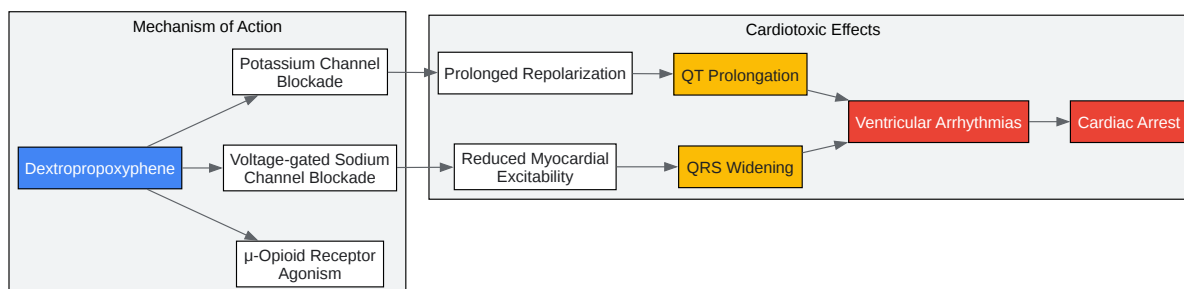 Mechanism of Action
Dextropropoxyphene
Potassium Channel
Blockade
Voltage-gated Sodium
Channel Blockade
μ-Opioid Receptor
Agonism
Cardiotoxic Effects
Prolonged Repolarization
QT Prolongation
Reduced Myocardial
Excitability
QRS Widening
Ventricular Arrhythmias
Cardiac Arrest